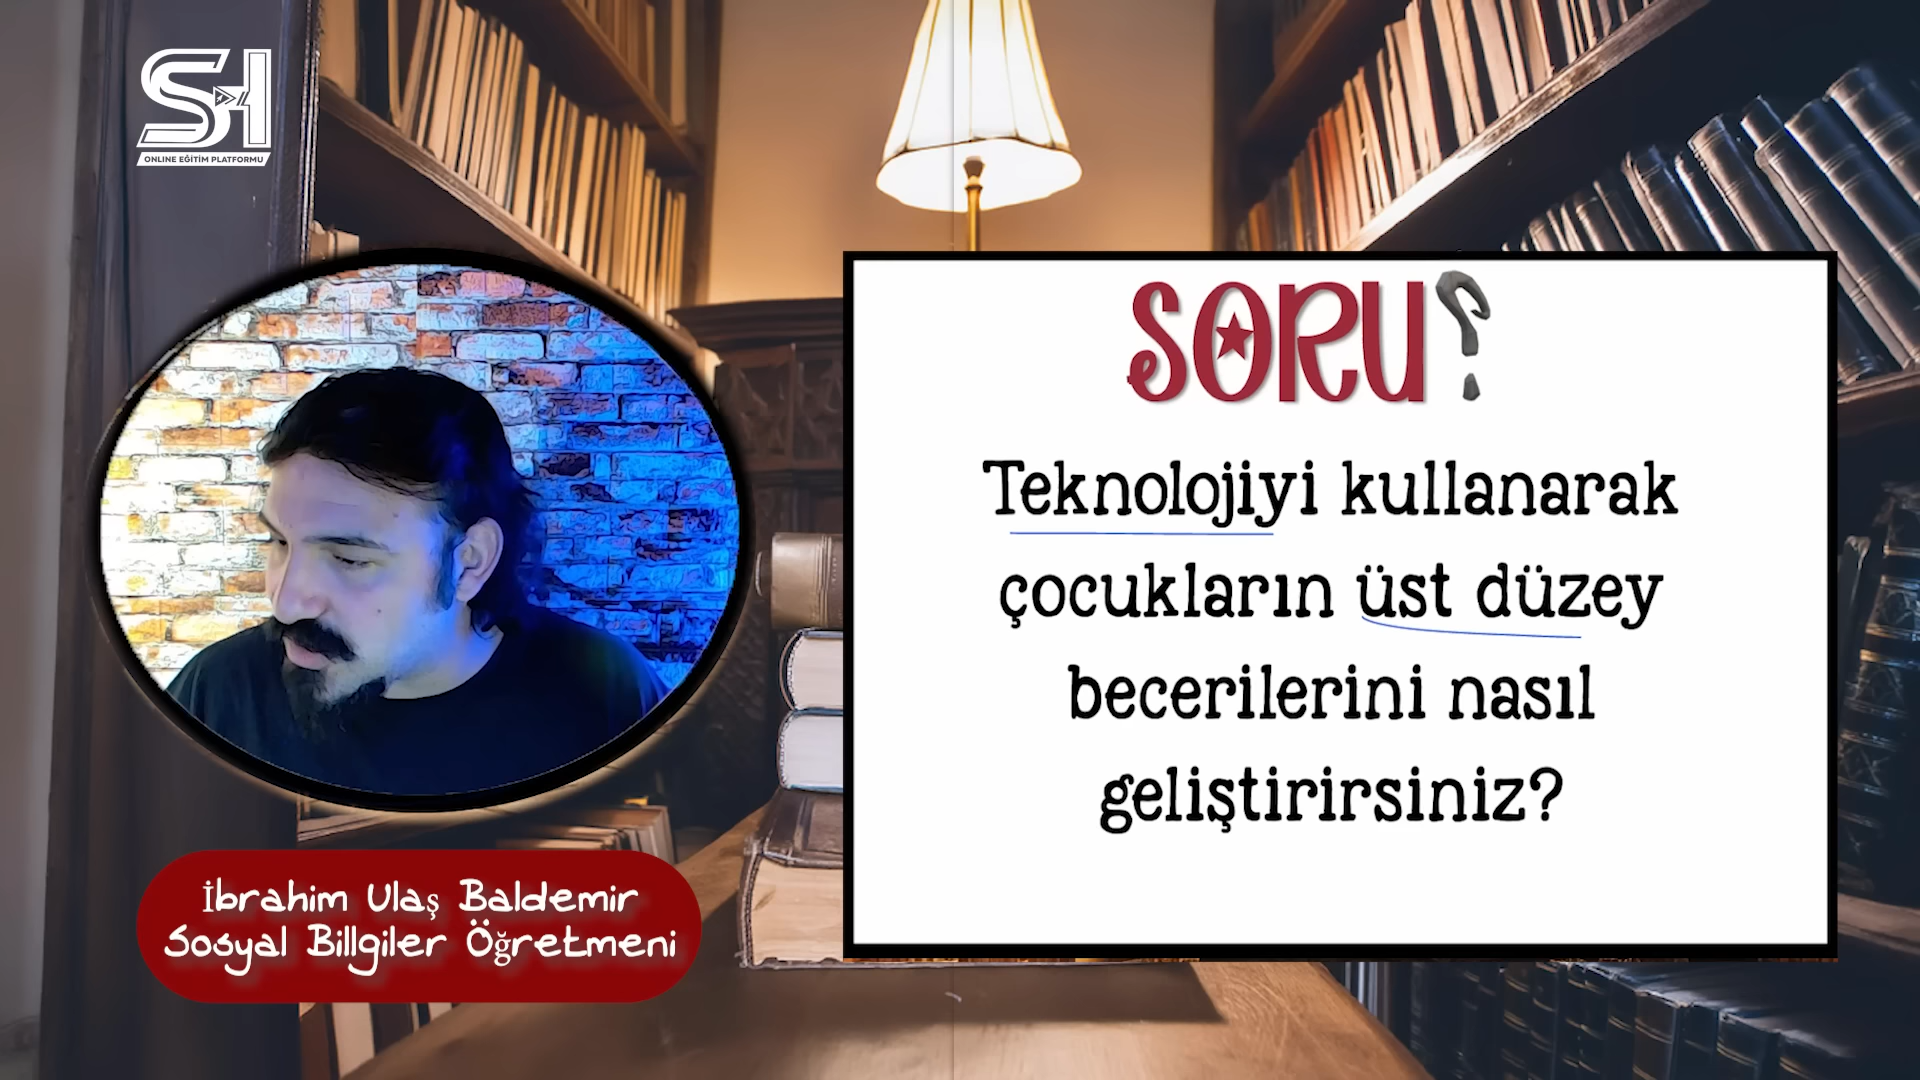 SH
ONLINE EĞİTİM PLATFORMU
SORU?
Teknolojiyi kullanarak
çocukların üst düzey
becerilerini nasıl
geliştirirsiniz?
İbrahim Ulaş Baldemir
Sosyal Billgiler Öğretmeni